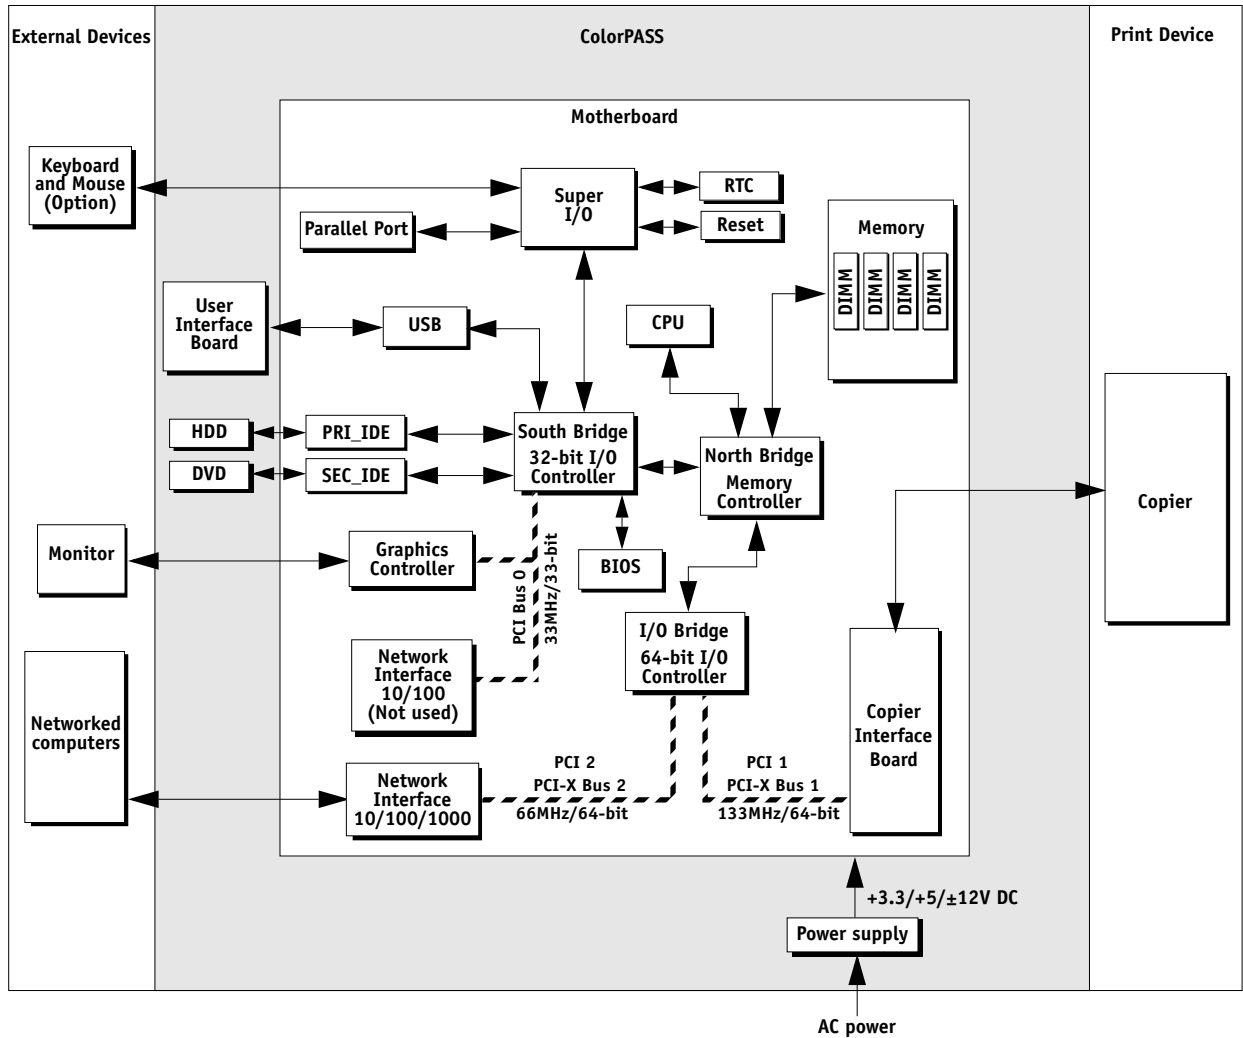 External Devices
ColorPASS
Print Device
Motherboard
Keyboard
and Mouse
(Option)
Super
I/O
RTC
Reset
Parallel Port
Memory
DIMM
DIMM
DIMM
DIMM
User
Interface
Board
USB
CPU
HDD
PRI_IDE
DVD
SEC_IDE
South Bridge
32-bit I/O
Controller
North Bridge
Memory
Controller
Copier
Monitor
Graphics
Controller
PCI Bus 0
33MHz/33-bit
BIOS
I/O Bridge
64-bit I/O
Controller
Network
Interface
10/100
(Not used)
Networked
computers
Copier
Interface
Board
Network
Interface
10/100/1000
PCI 2
PCI-X Bus 2
66MHz/64-bit
PCI 1
PCI-X Bus 1
133MHz/64-bit
+3.3/+5/±12V DC
Power supply
AC power